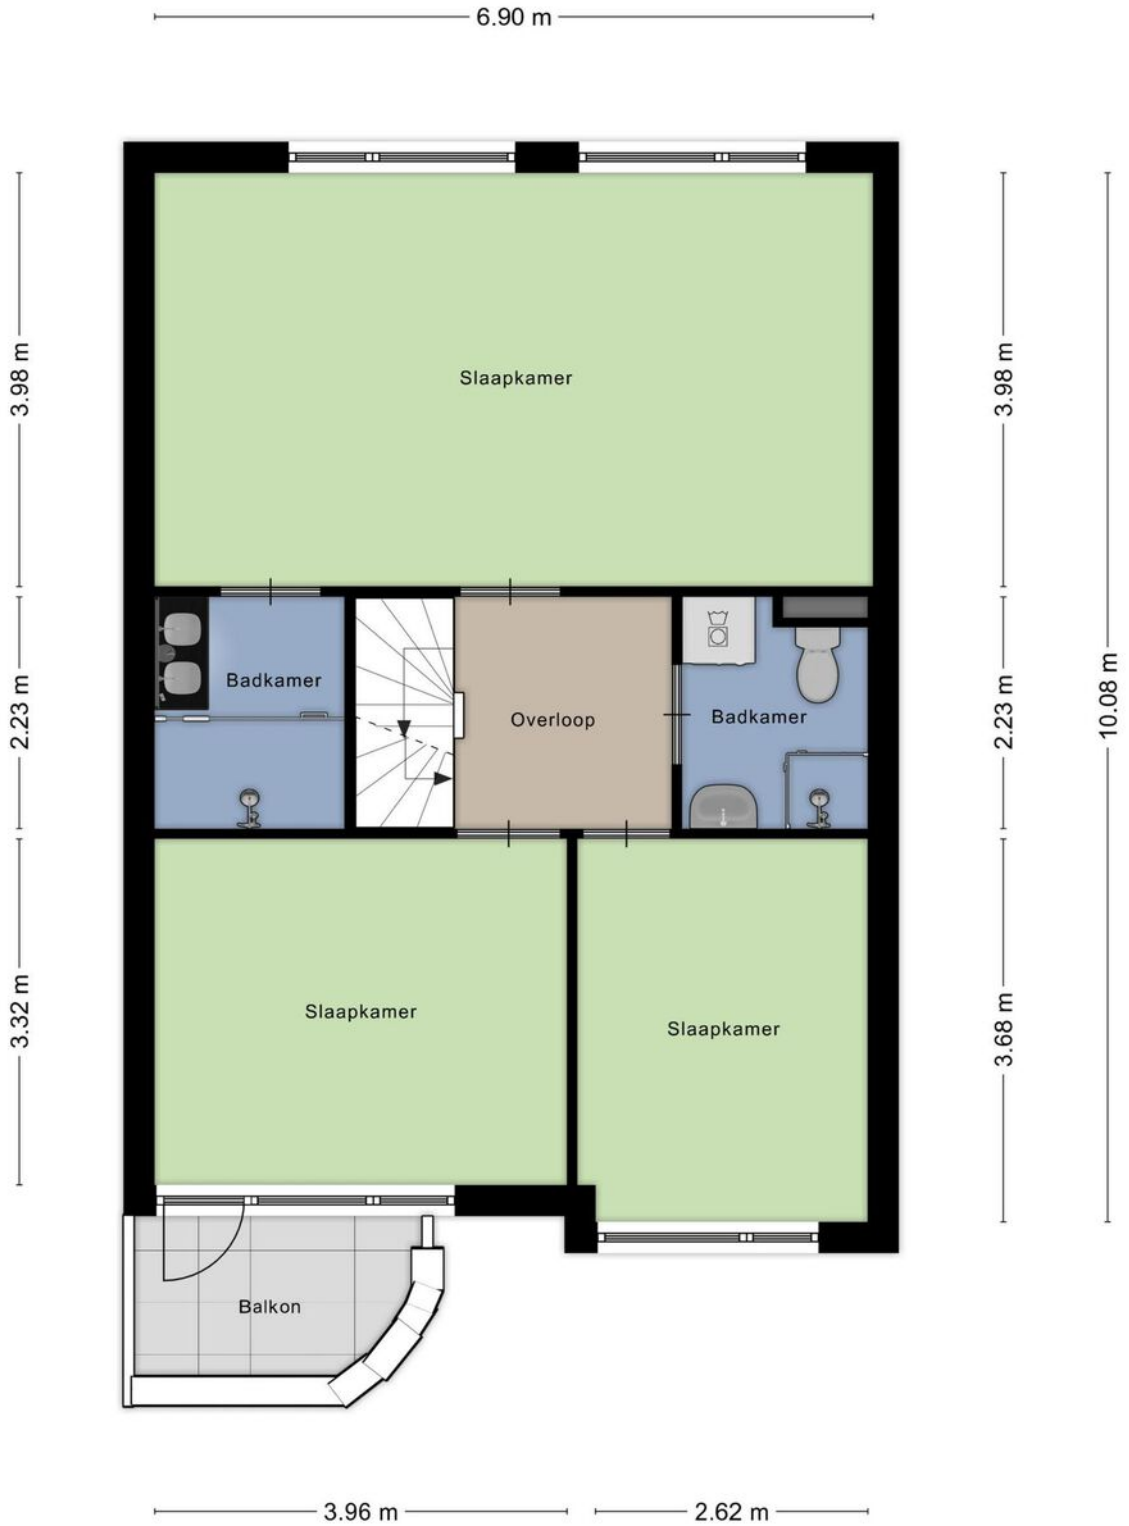 6.90 m
3.98 m
3.98 m
Slaapkamer
2.23 m
Badkamer
Overloop
Badkamer
2.23 m
10.08 m
3.32 m
Slaapkamer
Slaapkamer
3.68 m
Balkon
3.96 m
2.62 m